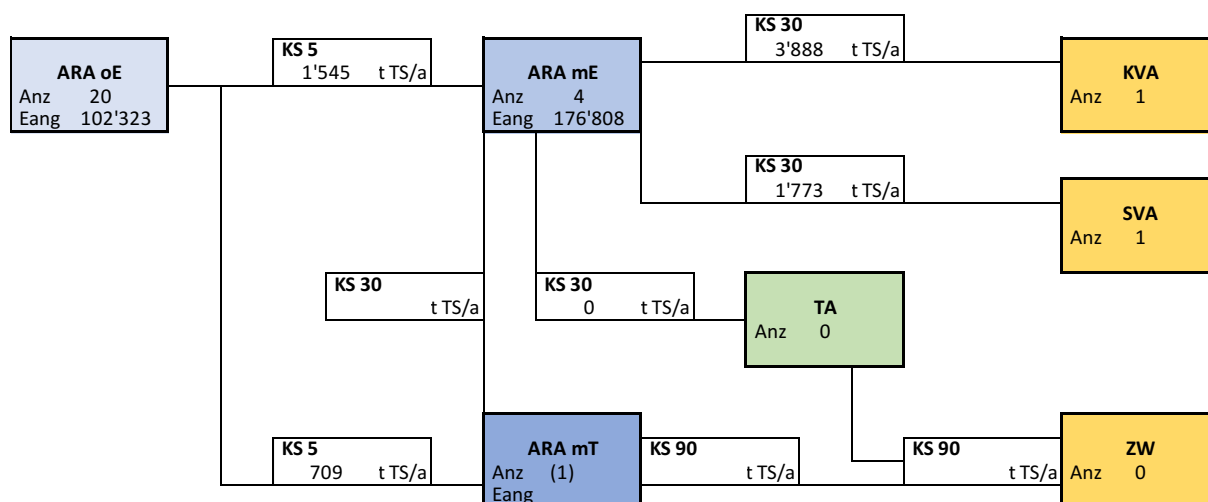 KS 30
3'888 t TS/a
ARA oE
Anz 20
Eang 102'323
KS 5
1'545 t TS/a
ARA mE
Anz 4
Eang 176'808
KVA
Anz 1
KS 30
1'773 t TS/a
SVA
Anz 1
KS 30
t TS/a
KS 30
0 t TS/a
TA
Anz 0
KS 5
709 t TS/a
ARA mT
Anz (1)
Eang
KS 90
t TS/a
KS 90
t TS/a
ZW
Anz 0